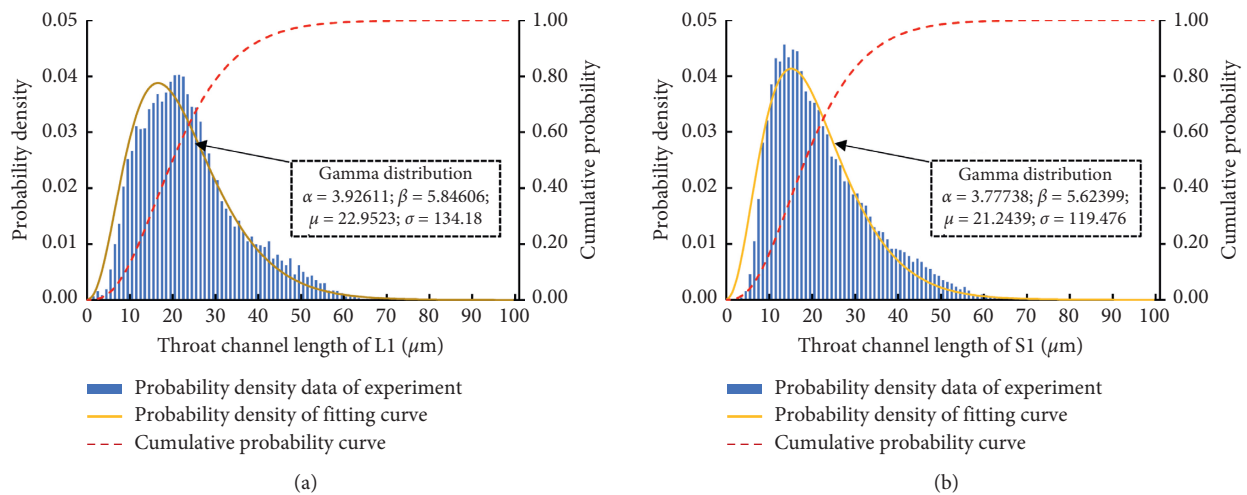 0.05
0.04
0.03
0.02
0.01
0.00
Probability density
1.00
0.80
0.60
0.40
0.20
0.00
Cumulative probability
Gamma distribution
α = 3.92611; β = 5.84606;
μ = 22.9523; σ = 134.18
0 10 20 30 40 50 60 70 80 90 100
Throat channel length of L1 (μm)
Probability density data of experiment
Probability density of fitting curve
Cumulative probability curve
(a)
0.05
0.04
0.03
0.02
0.01
0.00
Probability density
1.00
0.80
0.60
0.40
0.20
0.00
Cumulative probability
Gamma distribution
α = 3.77738; β = 5.62399;
μ = 21.2439; σ = 119.476
0 10 20 30 40 50 60 70 80 90 100
Throat channel length of S1 (μm)
Probability density data of experiment
Probability density of fitting curve
Cumulative probability curve
(b)